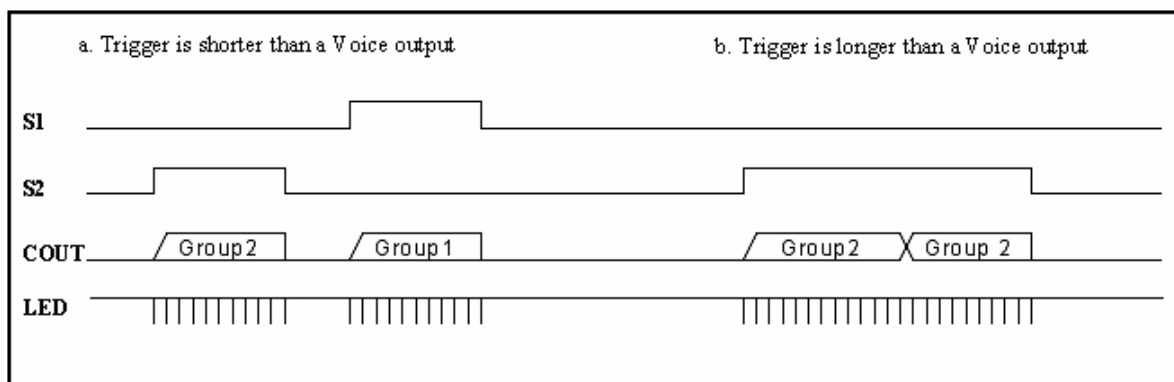 a. Trigger is shorter than a Voice output
b. Trigger is longer than a Voice output
S1
S2
COUT
Group2
Group1
Group2
Group 2
LED